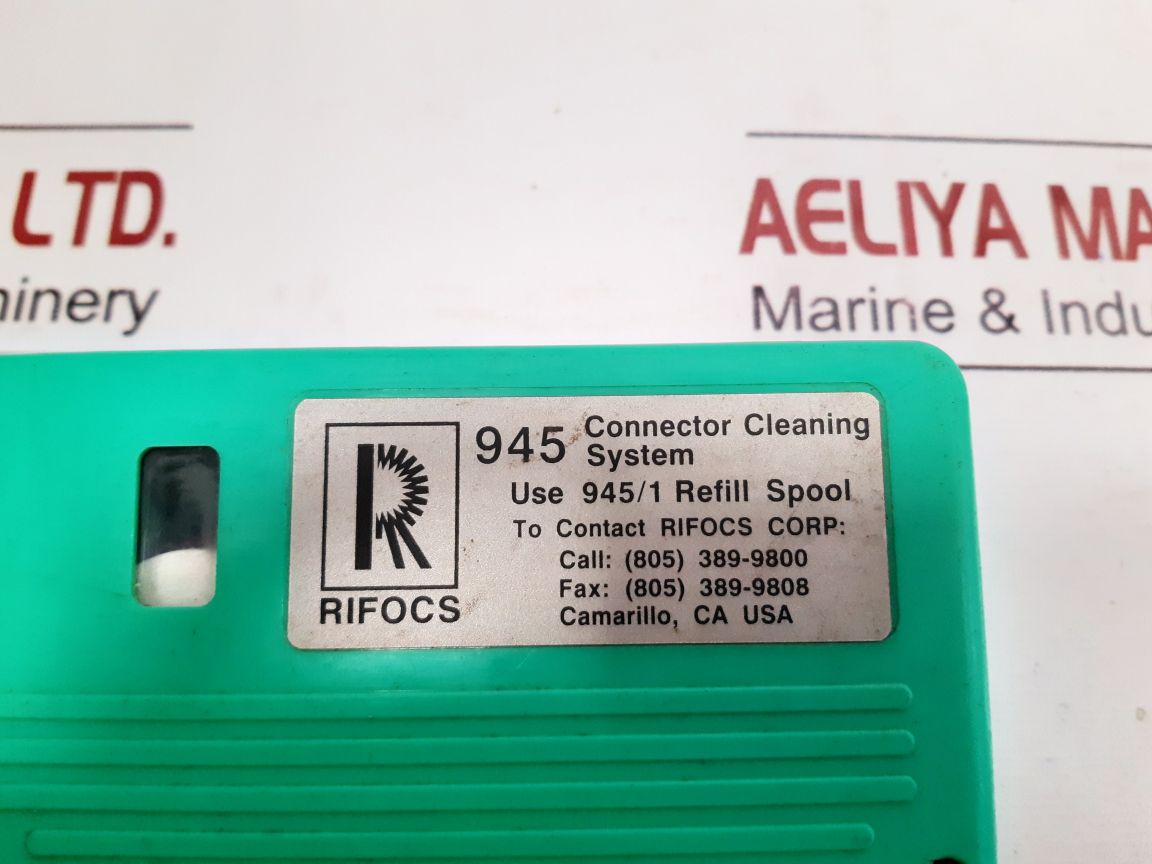 LTD.
AELIYA MA
Marine & Indu
945 Connector Cleaning
System
Use 945/1 Refill Spool
To Contact RIFOCS CORP:
Call: (805) 389-9800
Fax: (805) 389-9808
Camarillo, CA USA
RIFOCS